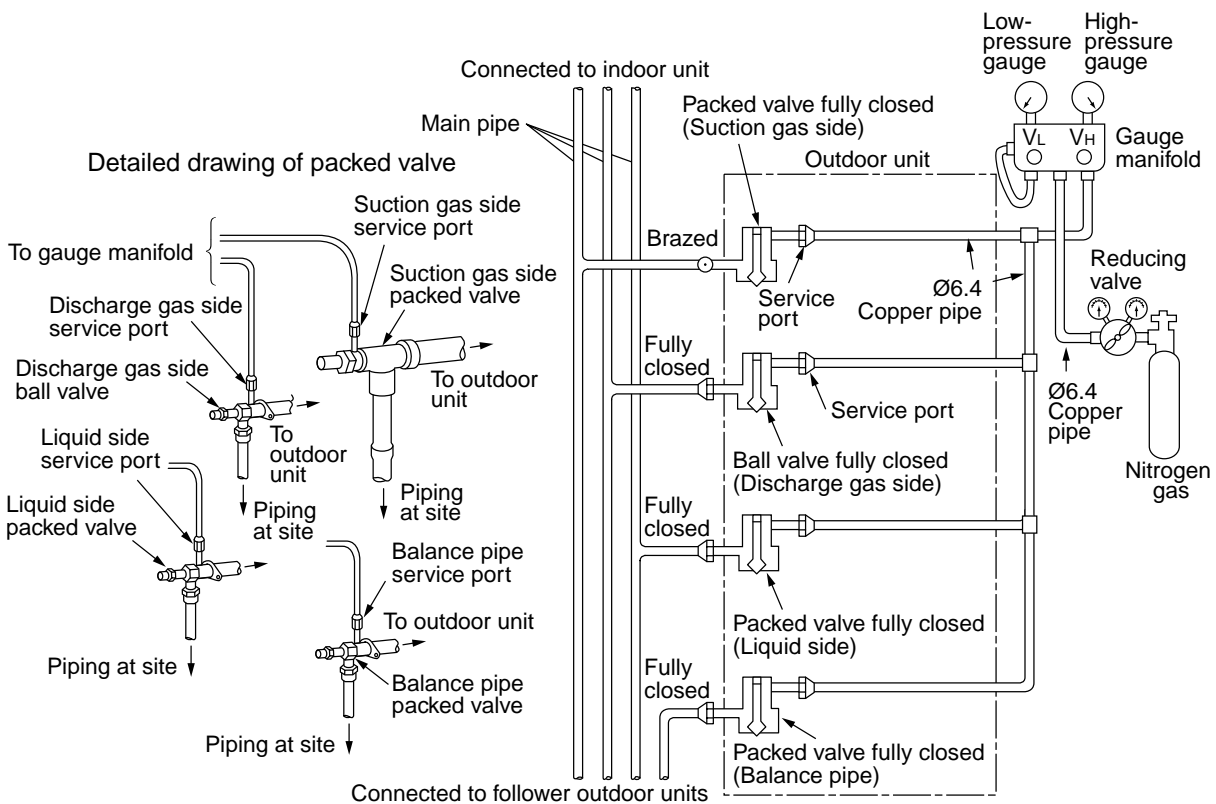 Low-
pressure
gauge
High-
pressure
gauge
Connected to indoor unit
Packed valve fully closed
(Suction gas side)
Main pipe
VL
VH
Gauge
manifold
Outdoor unit
Detailed drawing of packed valve
Suction gas side
service port
To gauge manifold
Brazed
Suction gas side
packed valve
Reducing
valve
Discharge gas side
service port
Service
port
Ø6.4
Copper pipe
Discharge gas side
ball valve
To outdoor
unit
Fully
closed
Ø6.4
Copper
pipe
Service port
To
outdoor
unit
Liquid side
service port
Ball valve fully closed
(Discharge gas side)
Nitrogen
gas
Liquid side
packed valve
Piping
at site
Piping
at site
Fully
closed
Balance pipe
service port
To outdoor unit
Packed valve fully closed
(Liquid side)
Piping at site
Fully
closed
Balance pipe
packed valve
Piping at site
Packed valve fully closed
(Balance pipe)
Connected to follower outdoor units